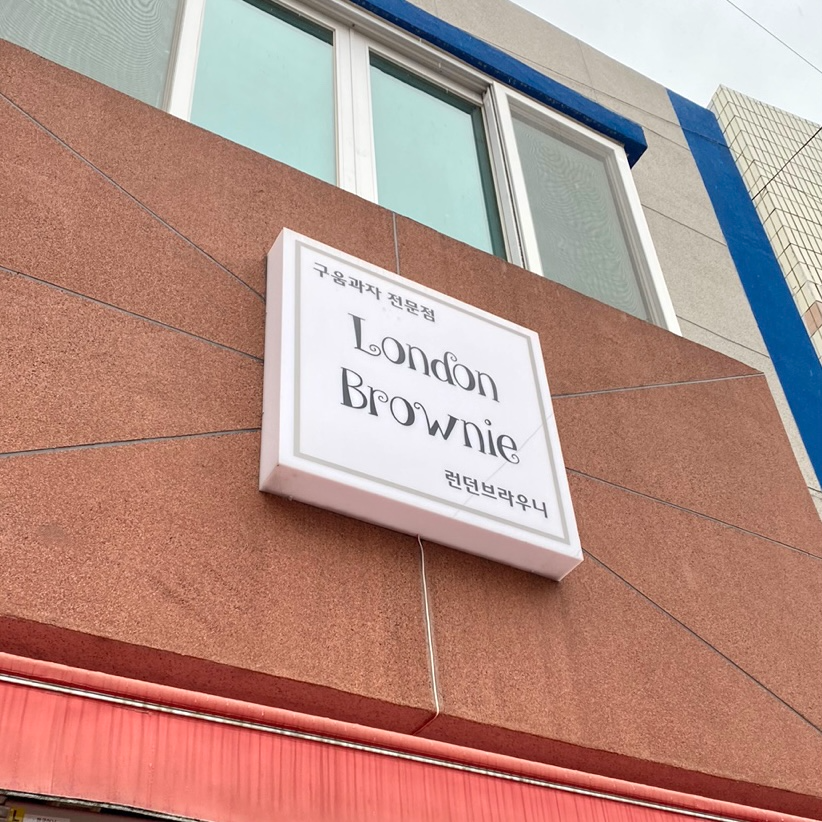 구움과자 전문점
London
Brownie
런던브라우니